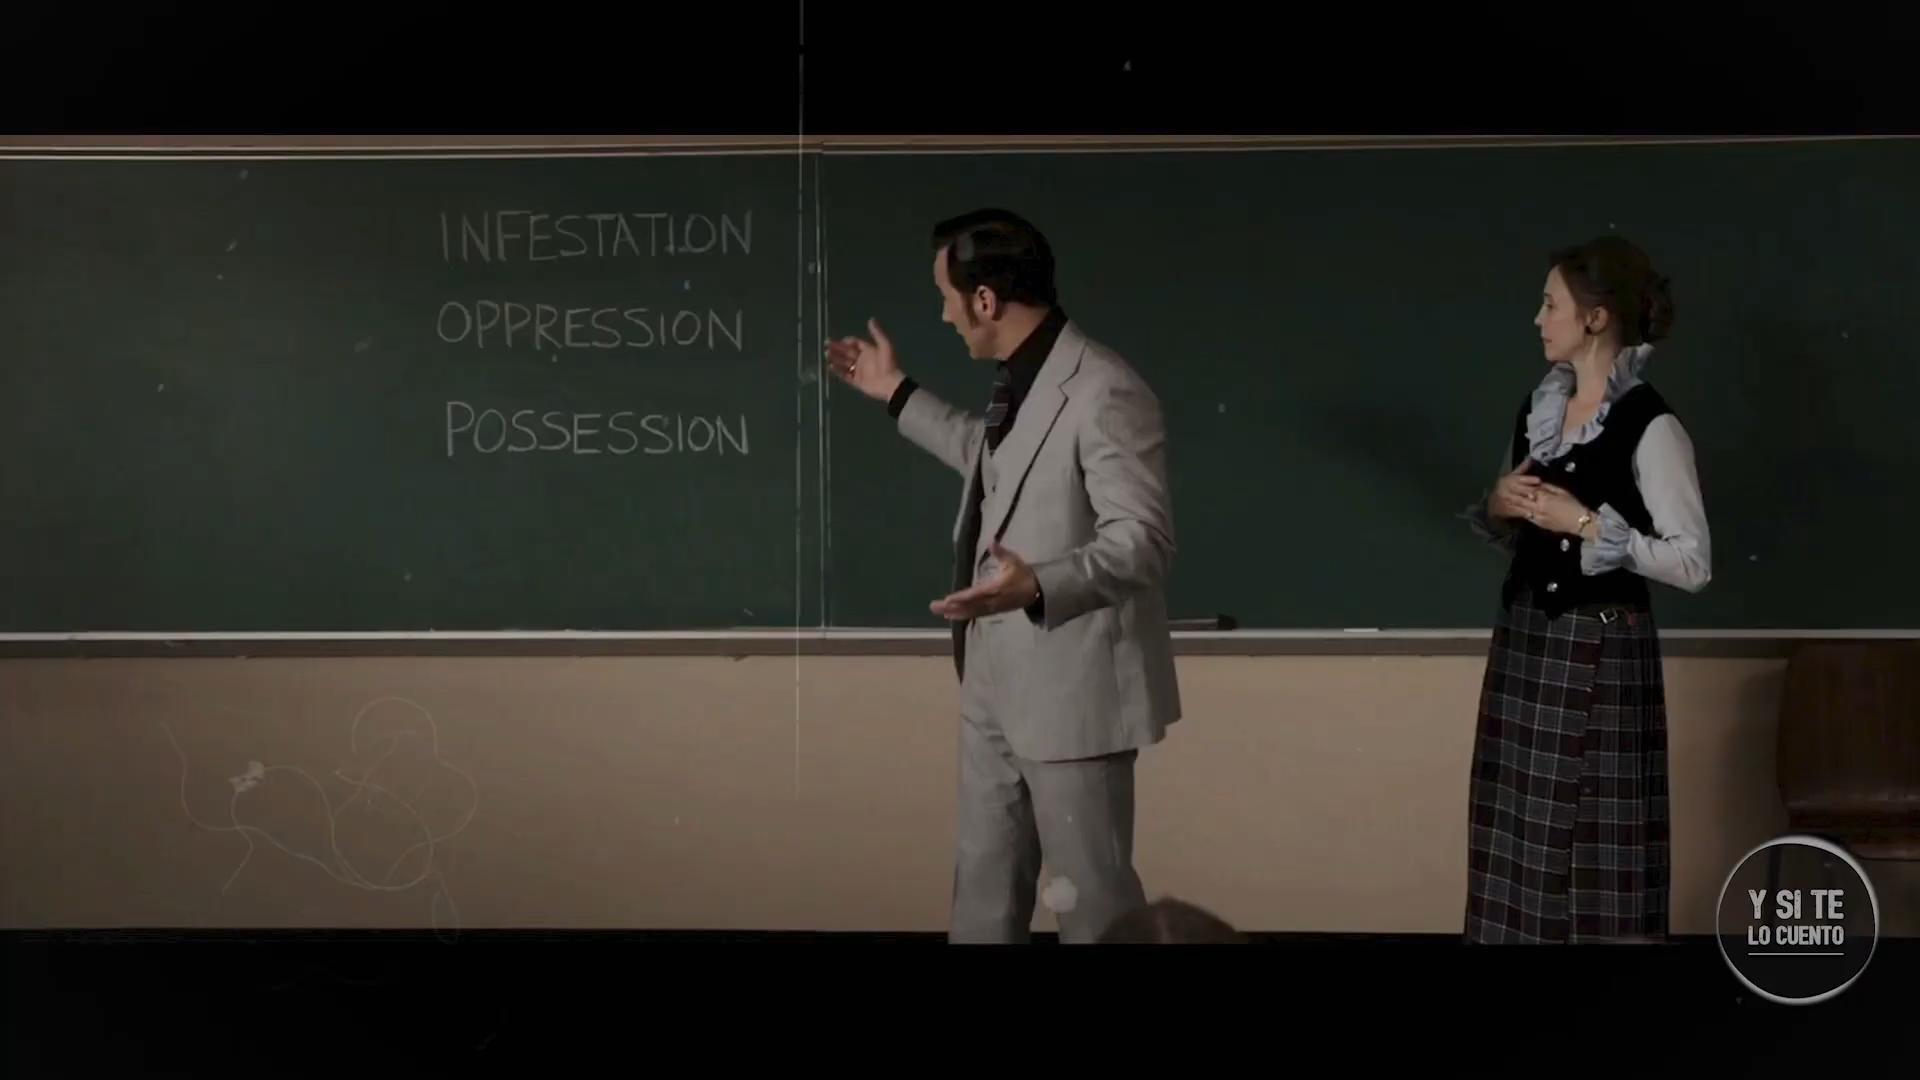 INFESTATION
OPPRESSION
POSSESSION
Y SI TE
LO CUENTO